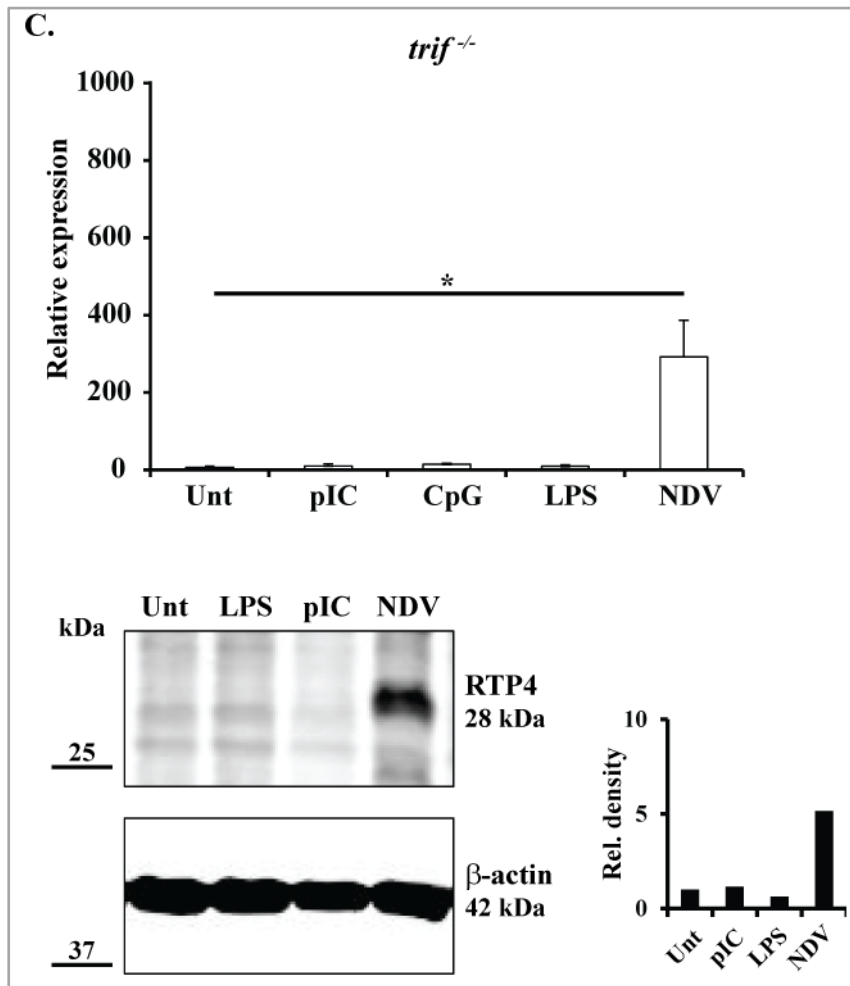 C.
trif -/-
1000
800
600
400
200
0
Relative expression
*
Unt pIC CpG LPS NDV
Unt LPS pIC NDV
kDa
RTP4
28 kDa
25
β-actin
42 kDa
37
10
5
0
Rel. density
Unt pIC LPS NDV